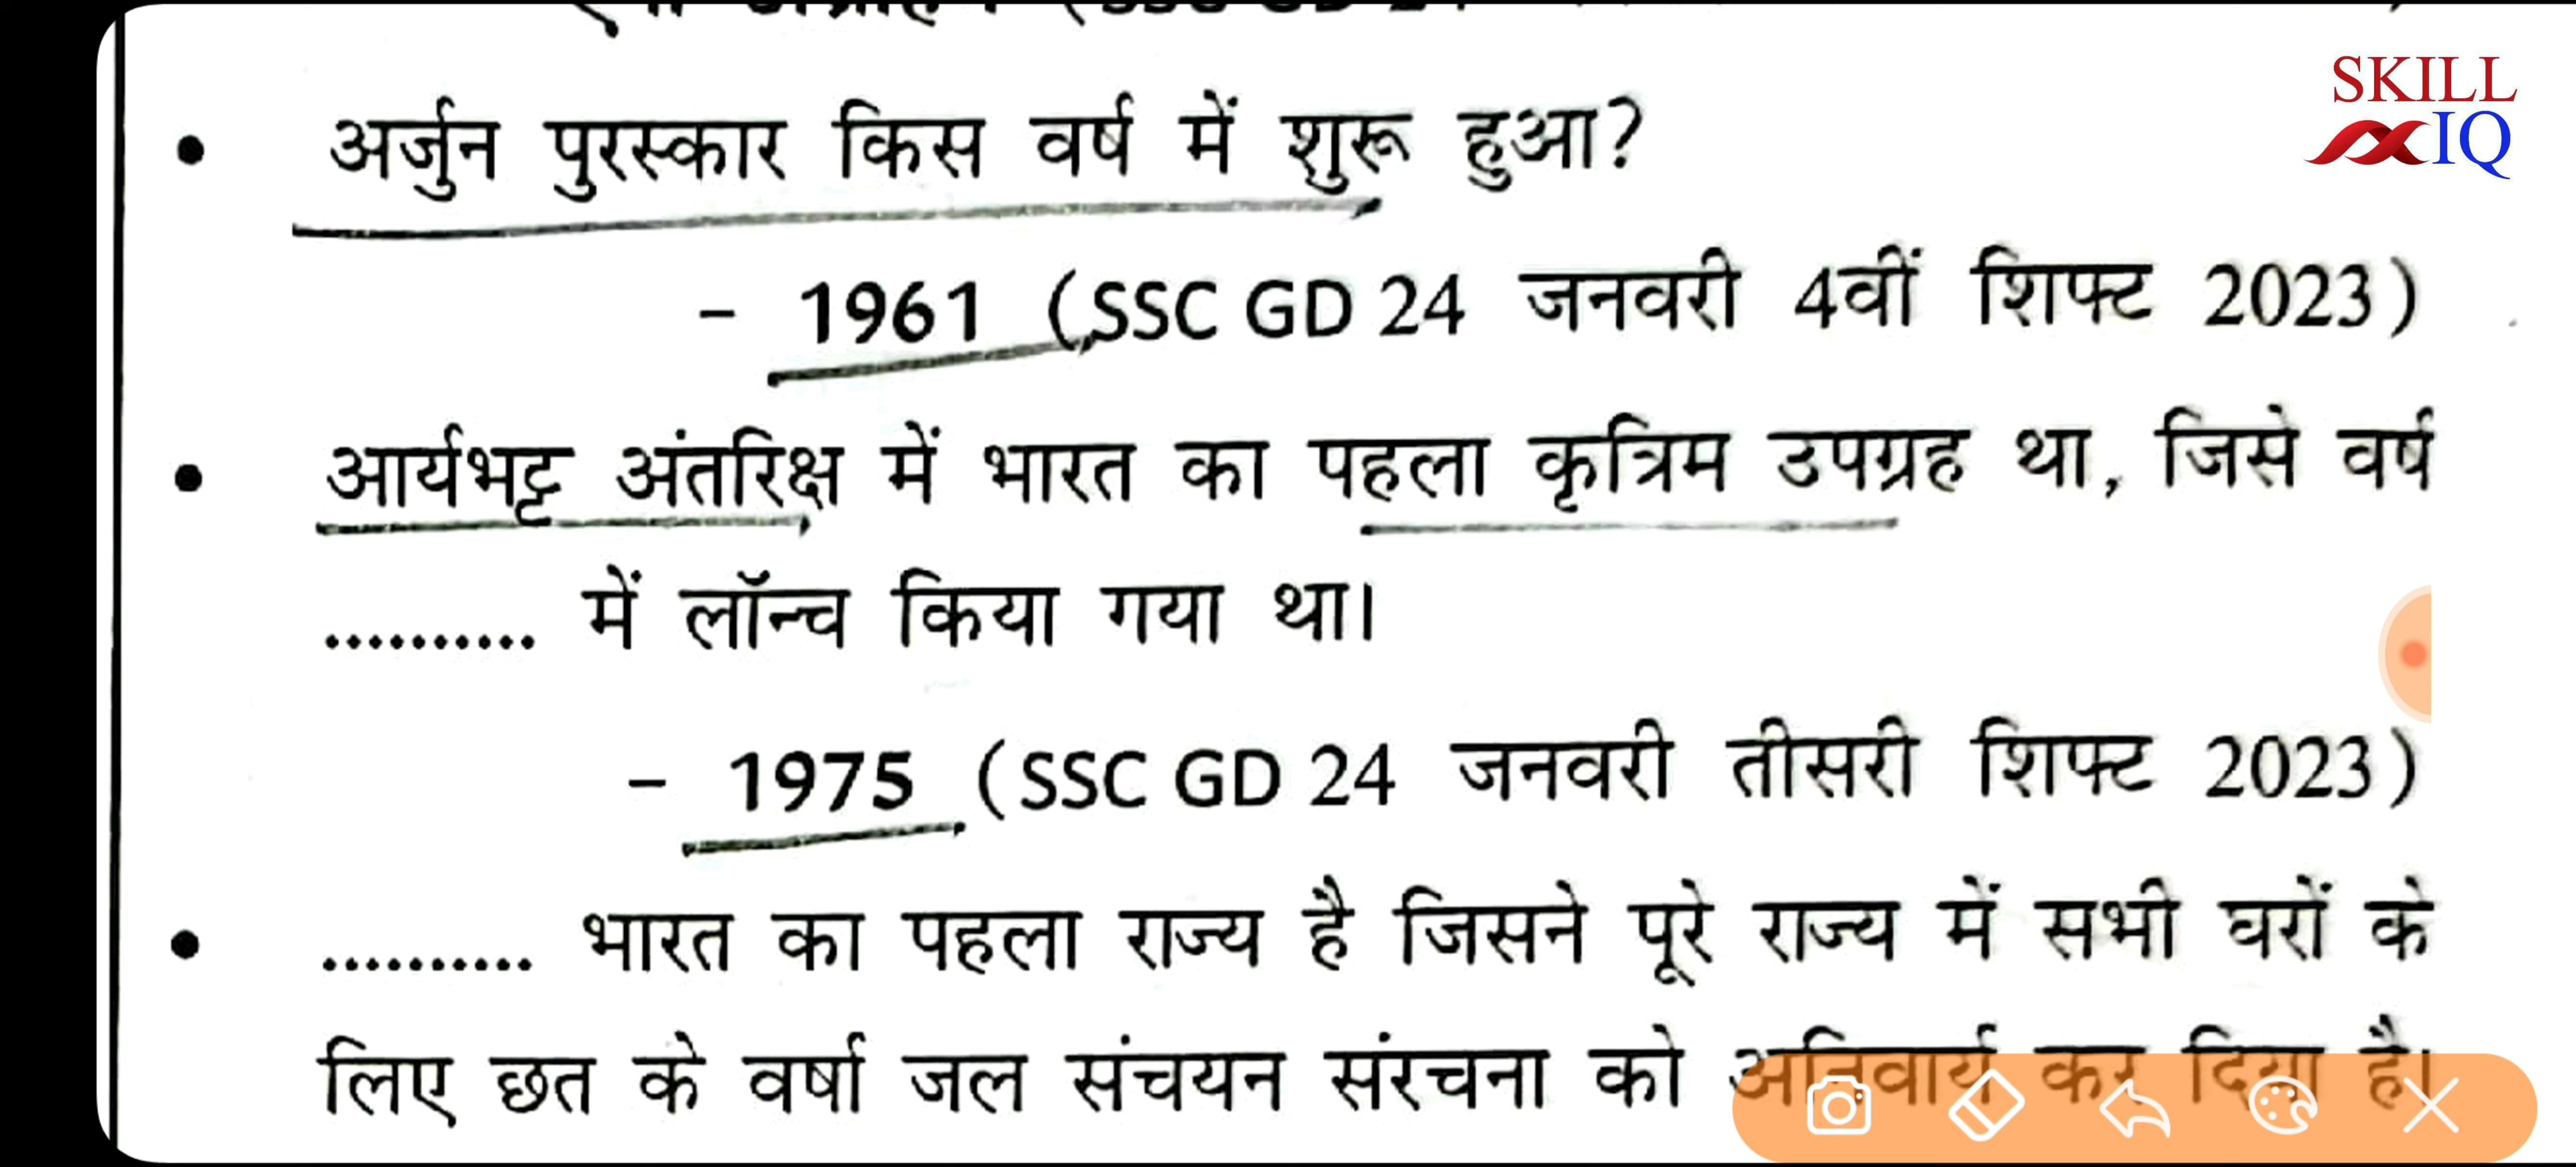 SKILL
IQ
• अर्जुन पुरस्कार किस वर्ष में शुरू हुआ?
– 1961 (SSC GD 24 जनवरी 4वीं शिफ्ट 2023)
• आर्यभट्ट अंतरिक्ष में भारत का पहला कृत्रिम उपग्रह था, जिसे वर्ष
.......... में लॉन्च किया गया था।
– 1975 (SSC GD 24 जनवरी तीसरी शिफ्ट 2023)
• .......... भारत का पहला राज्य है जिसने पूरे राज्य में सभी घरों के
लिए छत के वर्षा जल संचयन संरचना को अनिवार्य कर दिया है।